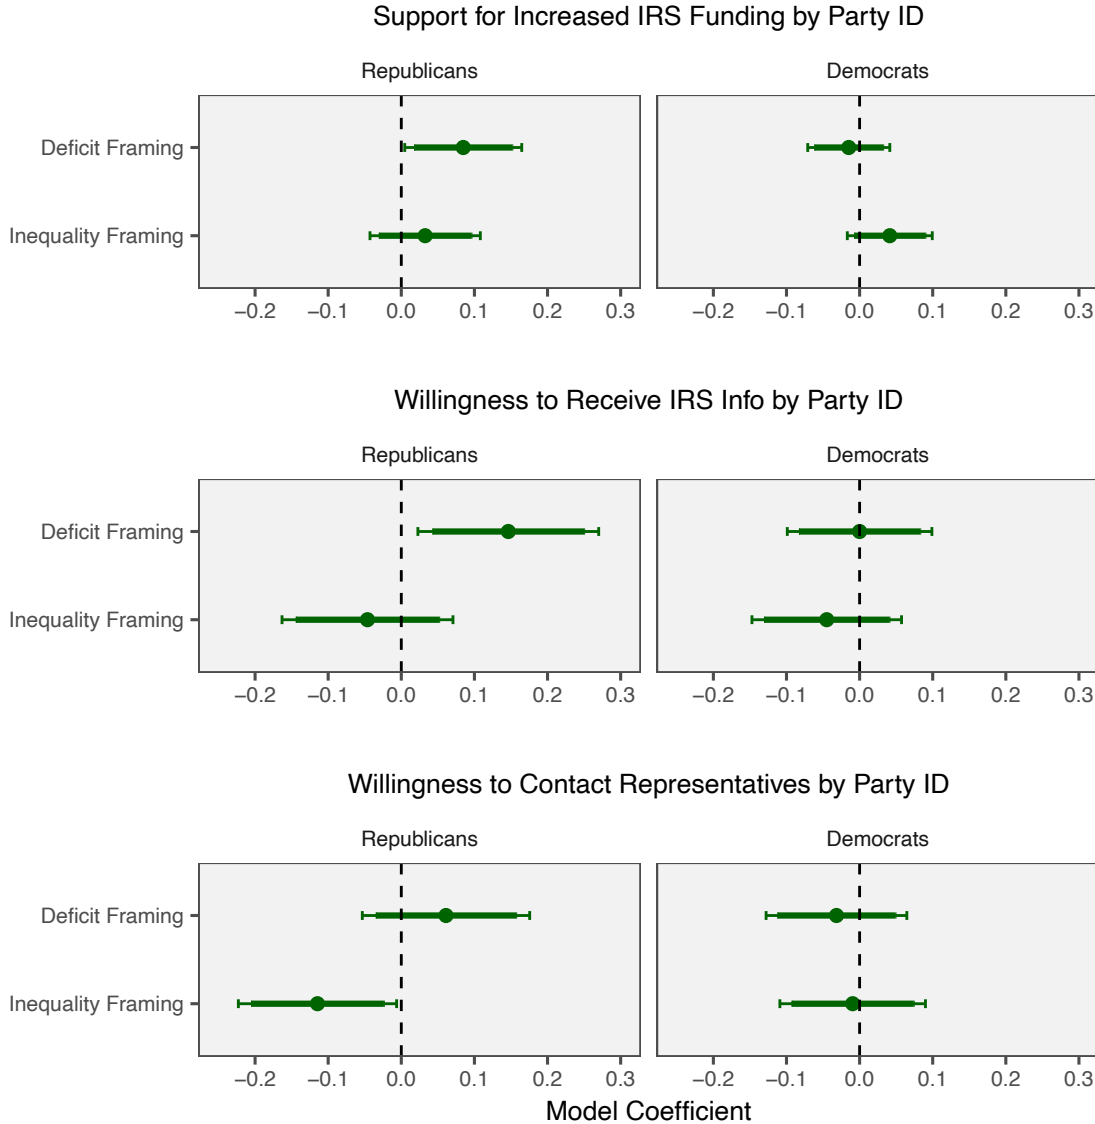 Support for Increased IRS Funding by Party ID
Republicans Democrats
Deficit Framing
Inequality Framing
−0.2 −0.1 0.0 0.1 0.2 0.3 −0.2 −0.1 0.0 0.1 0.2 0.3
Willingness to Receive IRS Info by Party ID
Republicans Democrats
Deficit Framing
Inequality Framing
−0.2 −0.1 0.0 0.1 0.2 0.3 −0.2 −0.1 0.0 0.1 0.2 0.3
Willingness to Contact Representatives by Party ID
Republicans Democrats
Deficit Framing
Inequality Framing
−0.2 −0.1 0.0 0.1 0.2 0.3 −0.2 −0.1 0.0 0.1 0.2 0.3
Model Coefficient